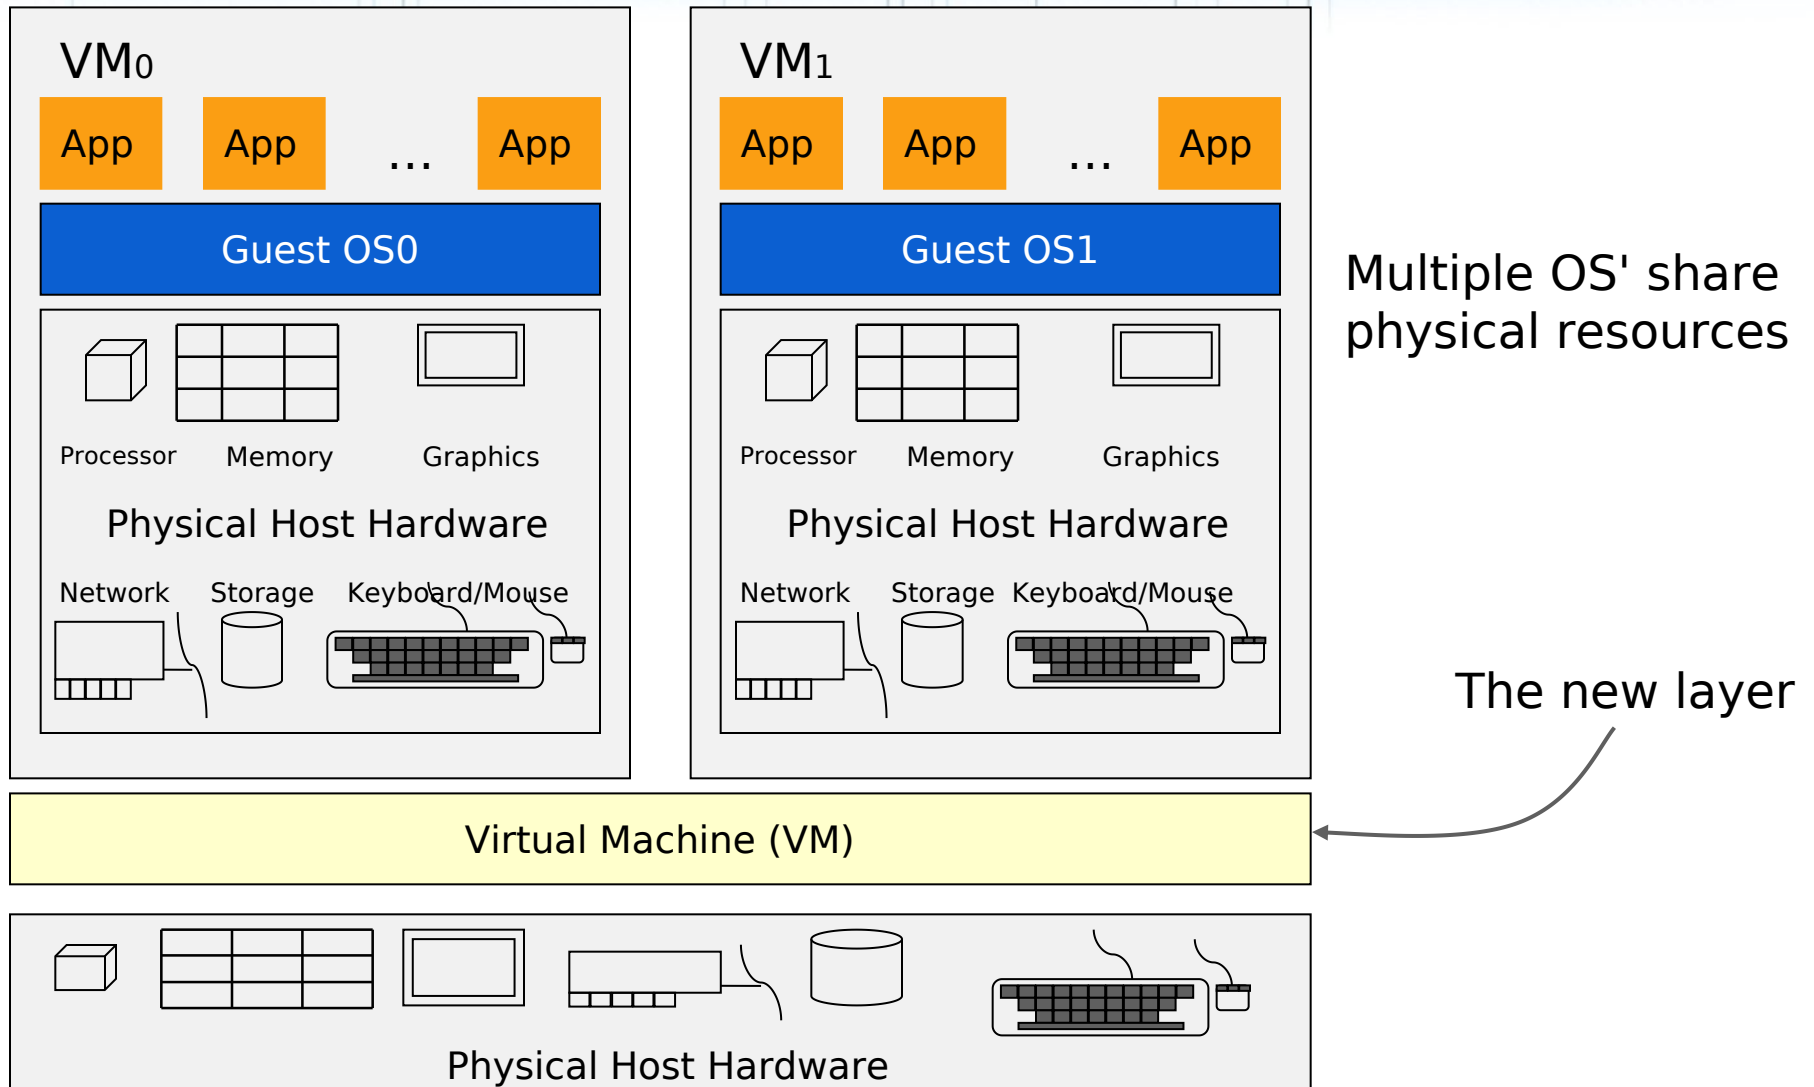 VM0
App App ... App
Guest OS0
Processor Memory Graphics
Physical Host Hardware
Network Storage Keyboard/Mouse
VM1
App App ... App
Guest OS1
Processor Memory Graphics
Physical Host Hardware
Network Storage Keyboard/Mouse
Multiple OS' share
physical resources
The new layer
Virtual Machine (VM)
Physical Host Hardware